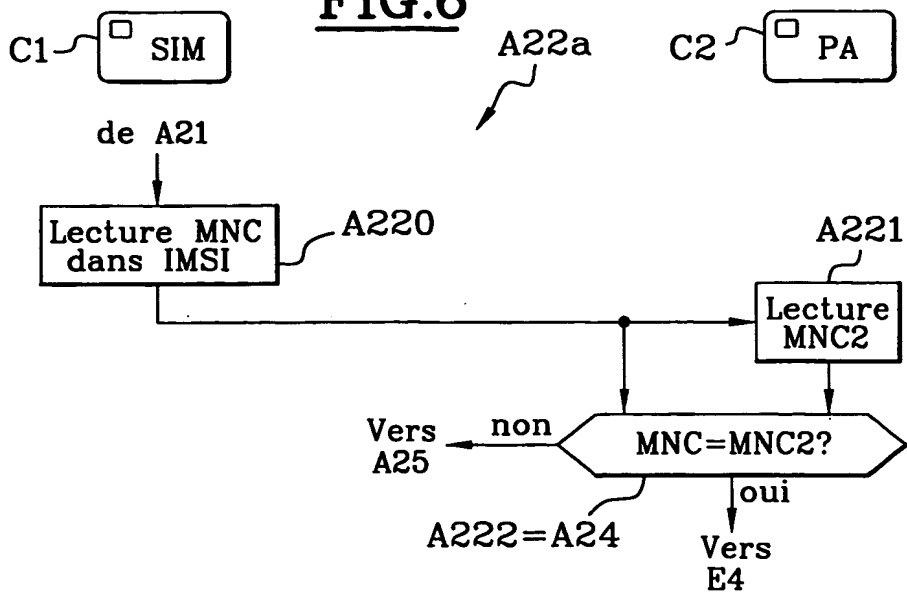 FIG.6
C1
SIM
A22a
C2
PA
de A21
Lecture MNC
dans IMSI
A220
A221
Lecture
MNC2
Vers
A25
non
MNC=MNC2?
oui
A222=A24
Vers
E4